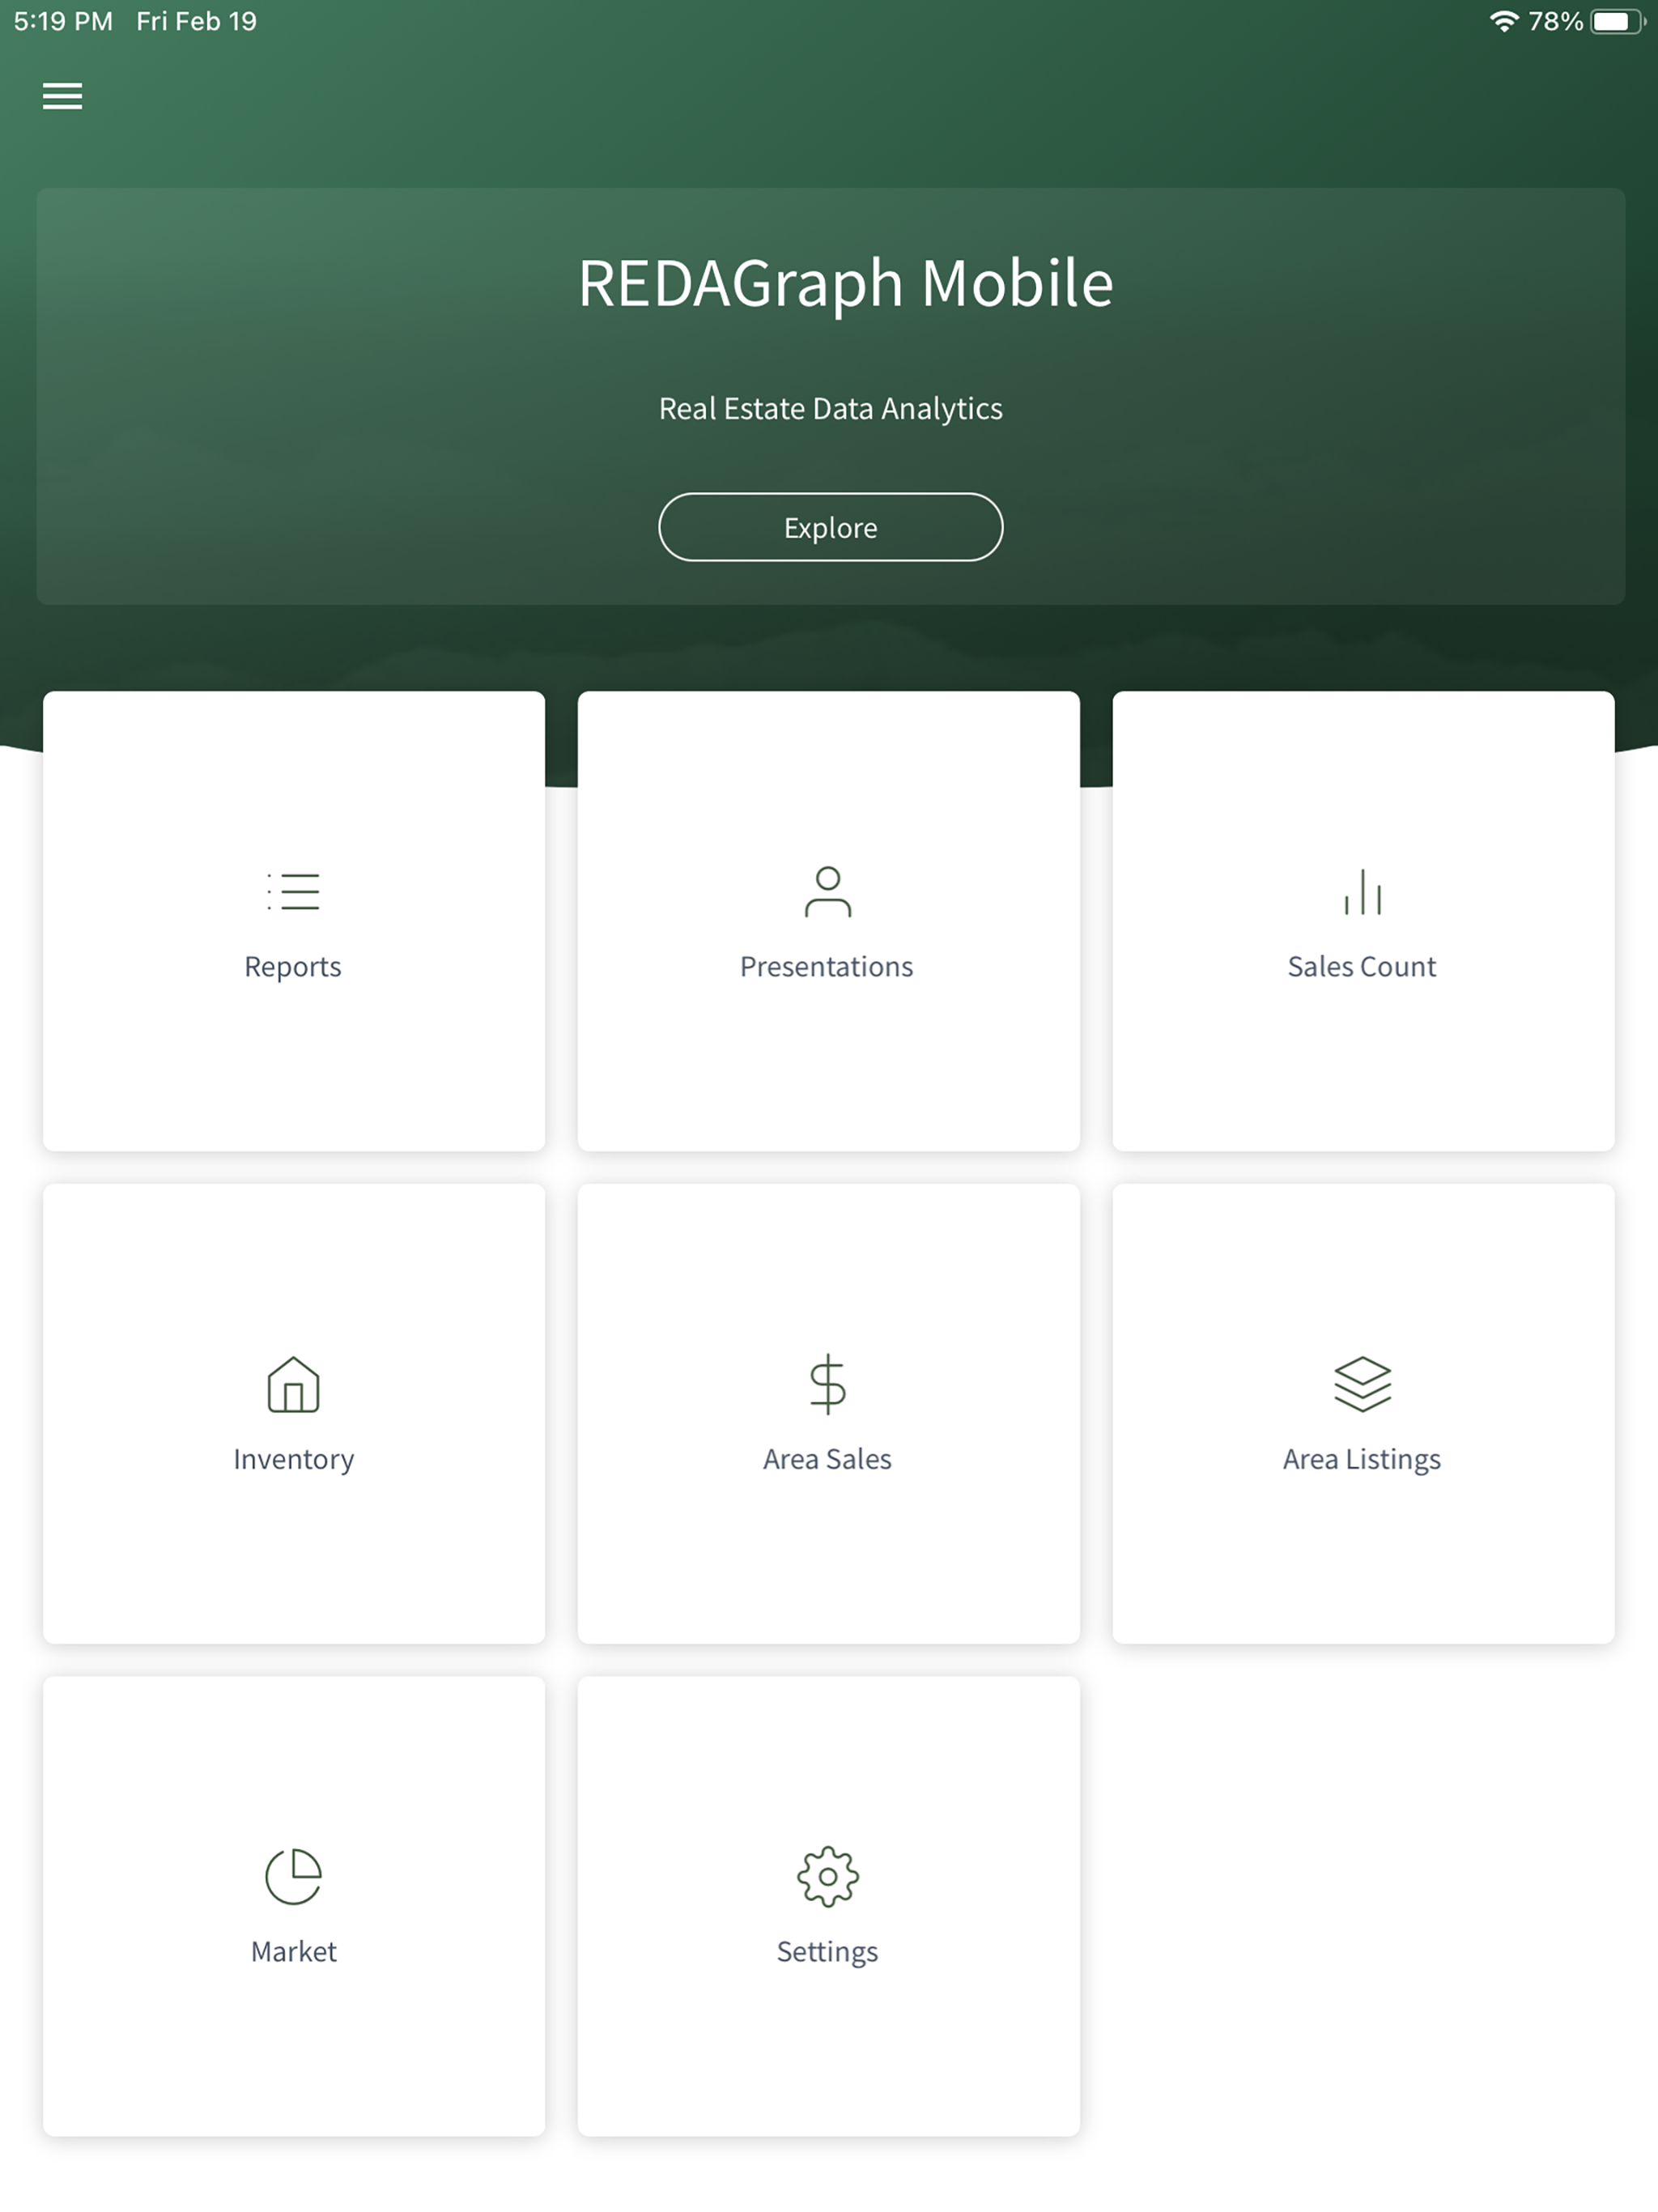 5:19 PM Fri Feb 19 78%
REDAGraph Mobile
Real Estate Data Analytics
Explore
Reports Presentations Sales Count
Inventory Area Sales Area Listings
Market Settings